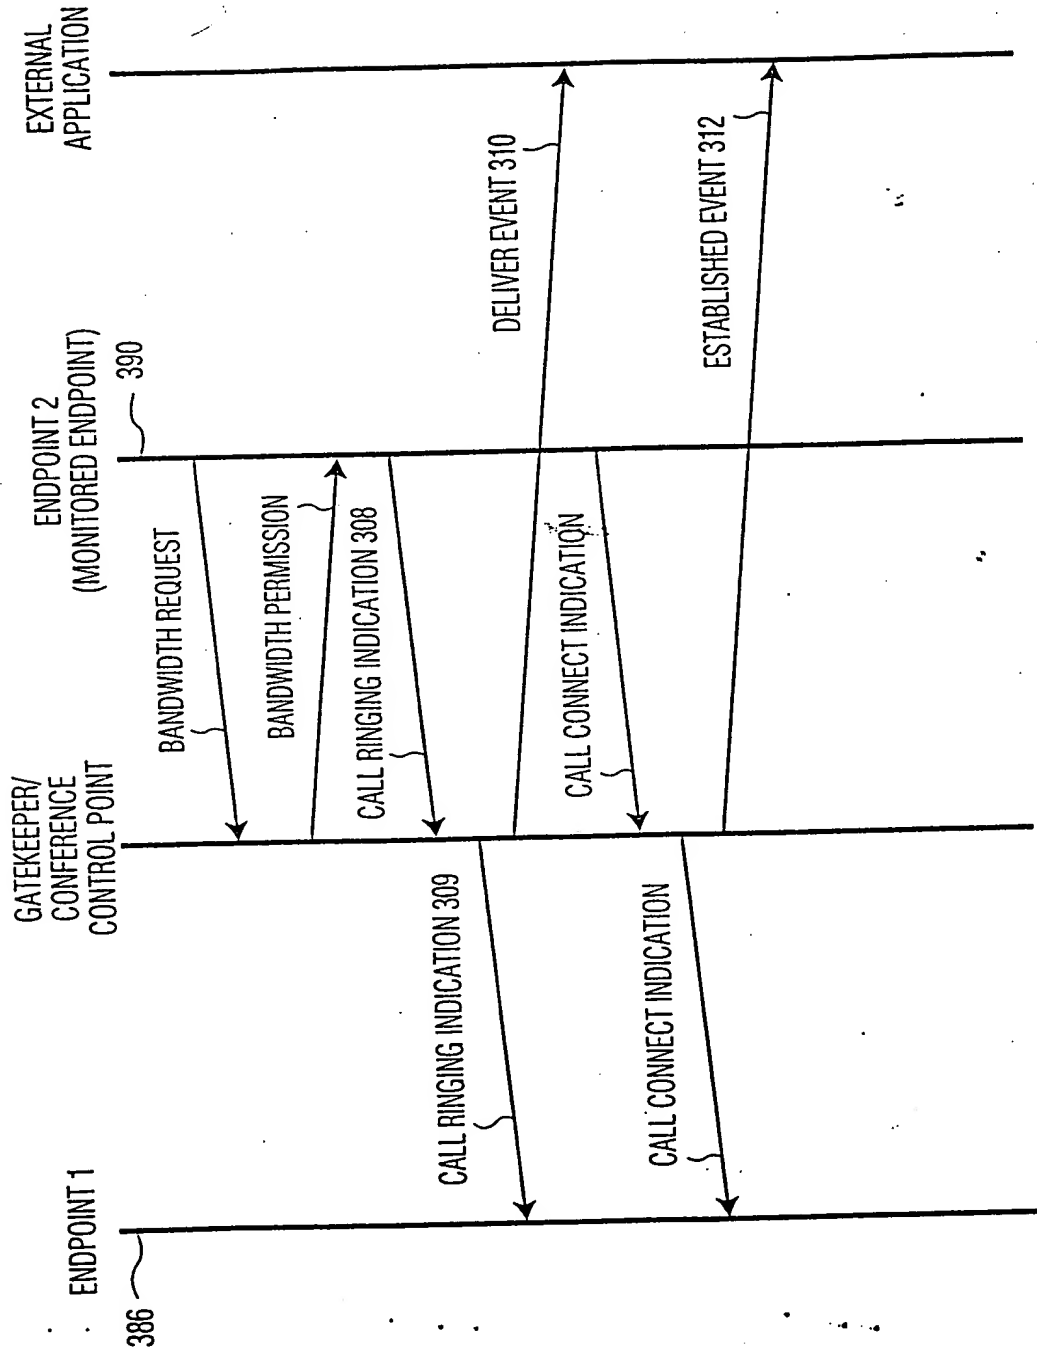 ENDPOINT 1
386
GATEKEEPER/
CONFERENCE
CONTROL POINT
ENDPOINT 2
(MONITORED ENDPOINT)
390
EXTERNAL
APPLICATION
BANDWIDTH REQUEST
BANDWIDTH PERMISSION
CALL RINGING INDICATION 308
CALL RINGING INDICATION 309
DELIVER EVENT 310
CALL CONNECT INDICATION
CALL CONNECT INDICATION
ESTABLISHED EVENT 312